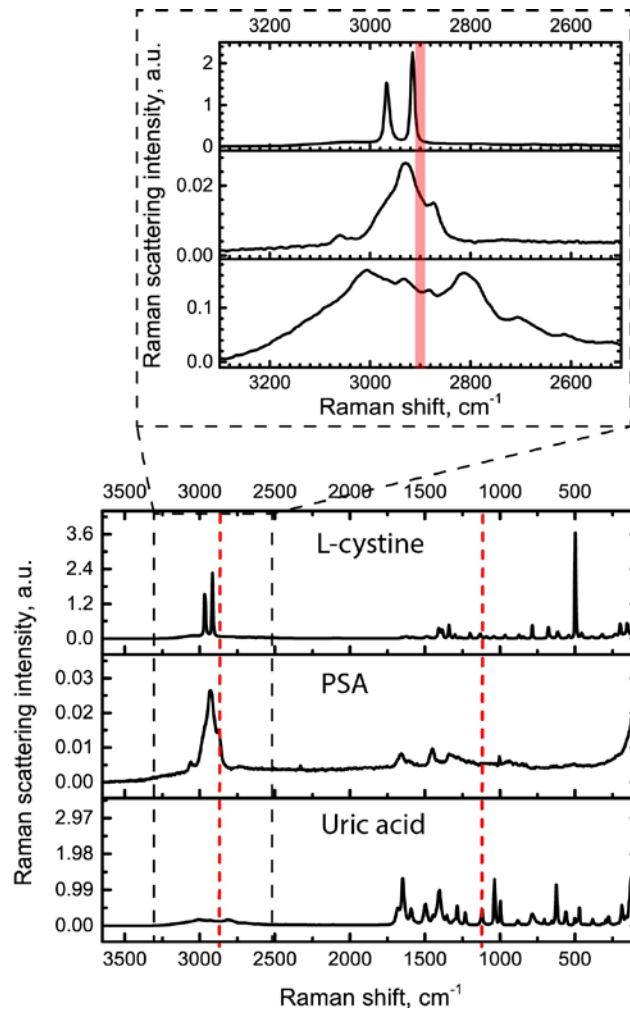 3200 3000 2800 2600
2
1
0
0.02
0.00
0.1
0.0
Raman scattering intensity, a.u.
3200 3000 2800 2600
Raman shift, cm-1
3500 3000 2500 2000 1500 1000 500
3.6
2.4
1.2
0.0
L-cystine
0.03
0.02
0.01
0.00
PSA
2.97
1.98
0.99
0.00
Uric acid
Raman scattering intensity, a.u.
3500 3000 2500 2000 1500 1000 500
Raman shift, cm-1